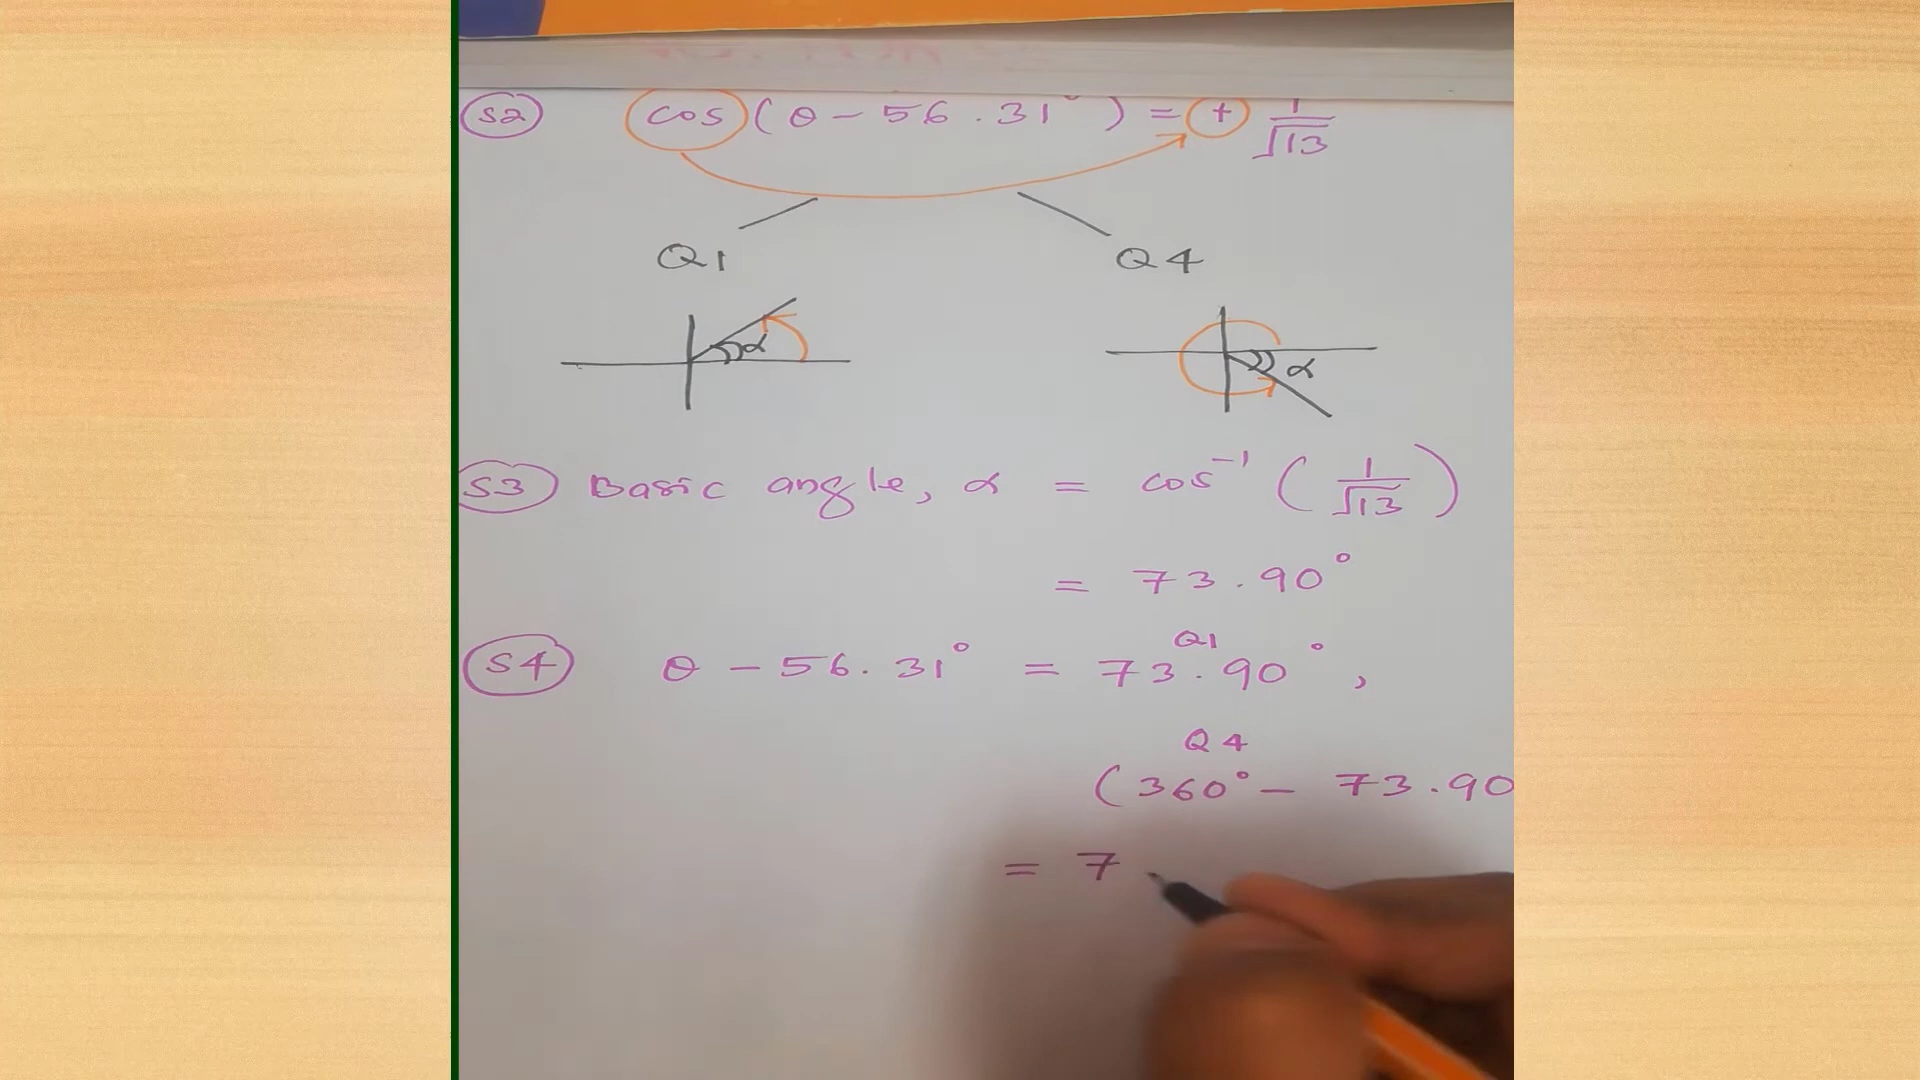 S2 cos(θ - 56.31°) = + 1/√13
Q1 Q4
α α
S3 Basic angle, α = cos⁻¹ (1/√13)
= 73.90°
Q1
S4 θ - 56.31° = 73.90°,
Q4
(360° - 73.90
= 7